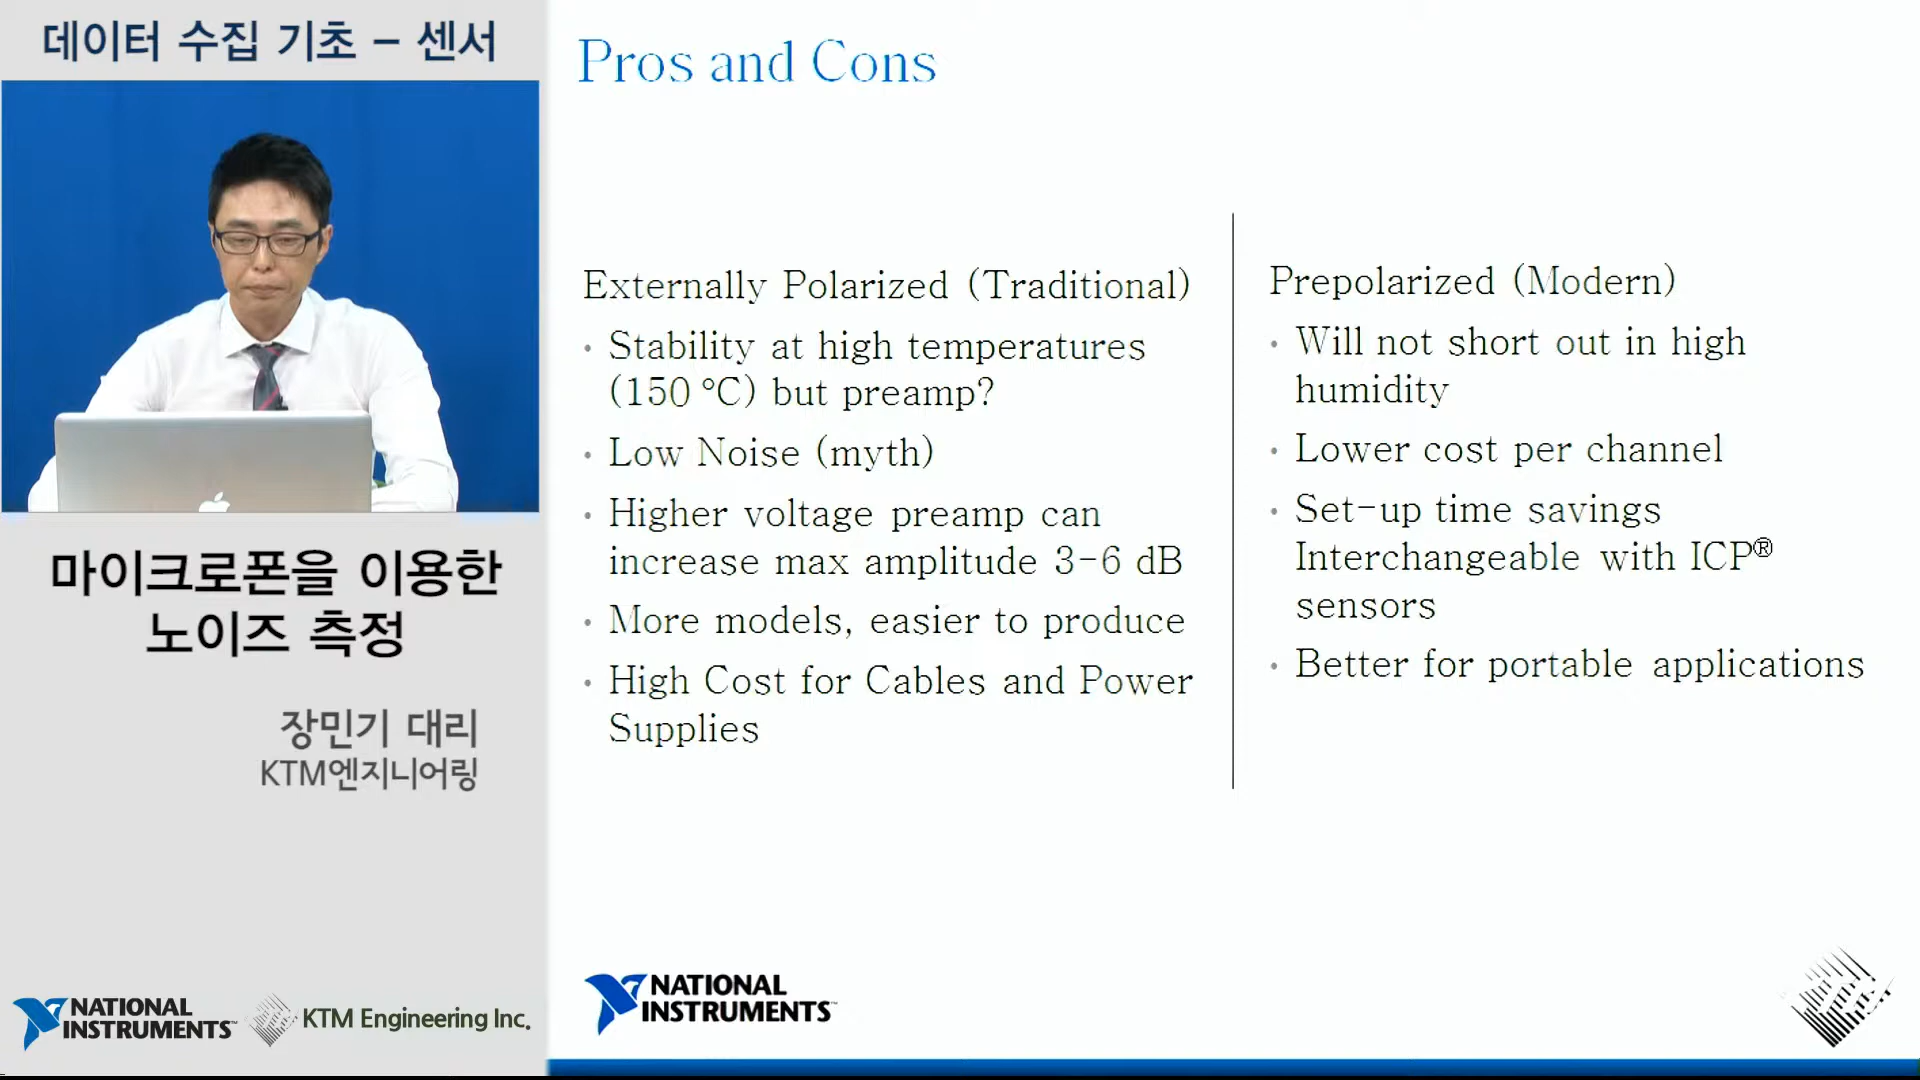 데이터 수집 기초 – 센서
마이크로폰을 이용한
노이즈 측정
장민기 대리
KTM엔지니어링
NATIONAL
INSTRUMENTS™
KTM Engineering Inc.
Pros and Cons
Externally Polarized (Traditional)
• Stability at high temperatures
(150 °C) but preamp?
• Low Noise (myth)
• Higher voltage preamp can
increase max amplitude 3-6 dB
• More models, easier to produce
• High Cost for Cables and Power
Supplies
Prepolarized (Modern)
• Will not short out in high
humidity
• Lower cost per channel
• Set-up time savings
Interchangeable with ICP®
sensors
• Better for portable applications
NATIONAL
INSTRUMENTS™